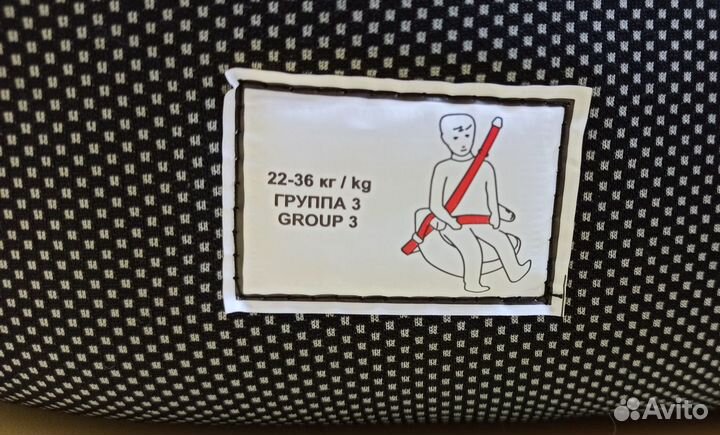 22-36 кг / kg
ГРУППА 3
GROUP 3
Avito